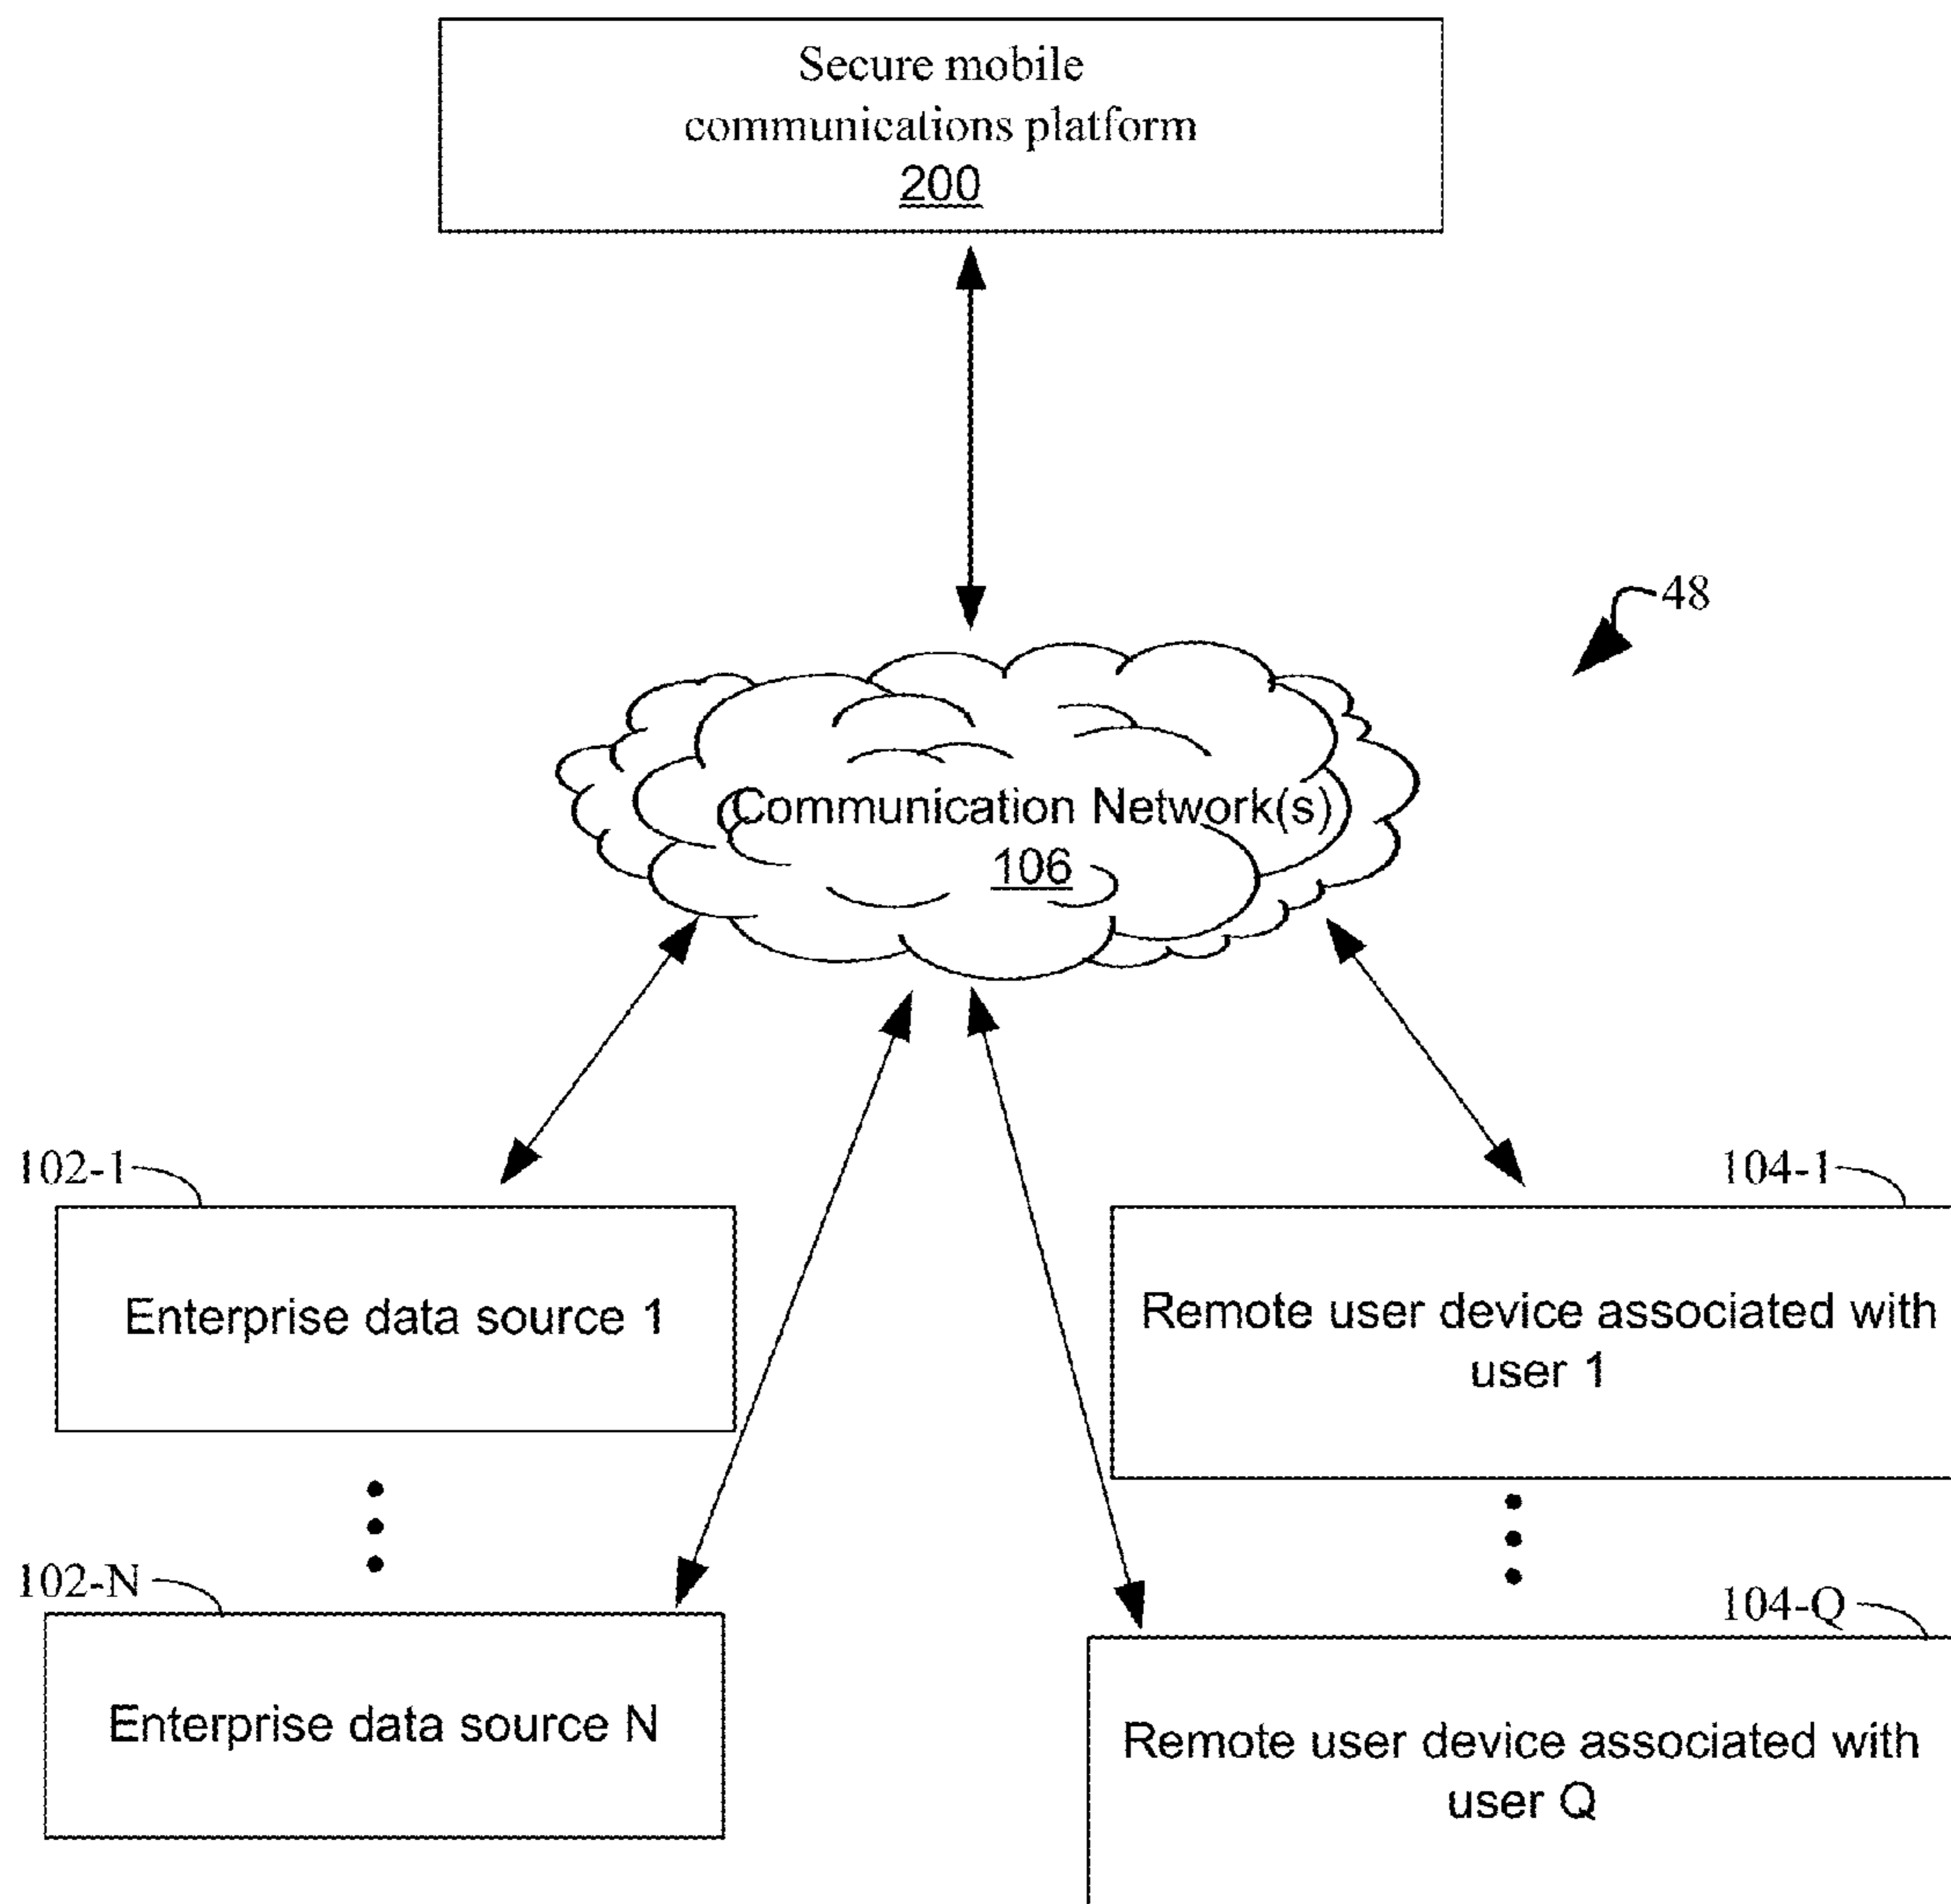 Secure mobile
communications platform
200
48
Communication Network(s)
106
102-1
104-1
Enterprise data source 1
Remote user device associated with
user 1
102-N
104-Q
Enterprise data source N
Remote user device associated with
user Q